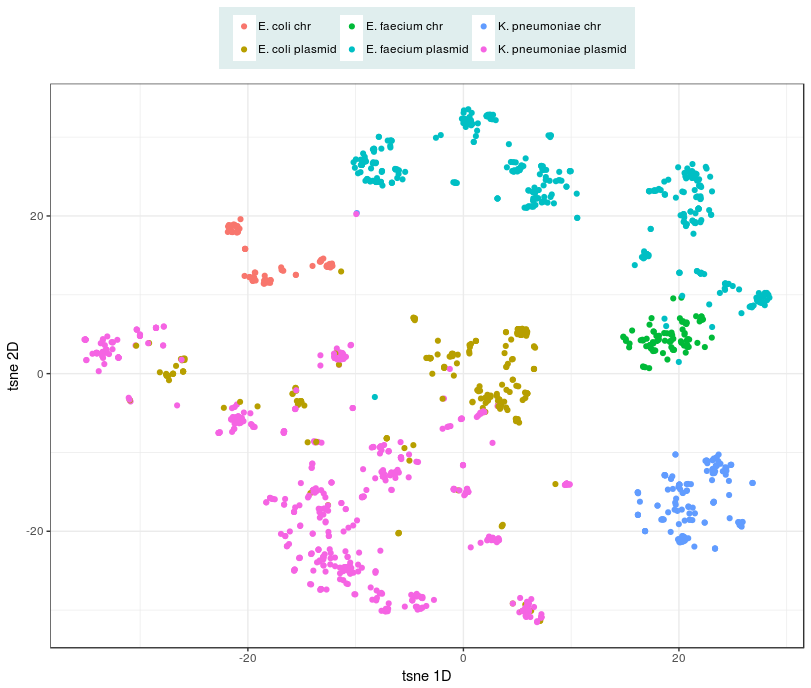 E. coli chr E. faecium chr K. pneumoniae chr
E. coli plasmid E. faecium plasmid K. pneumoniae plasmid
20
0
-20
tsne 2D
-20 0 20
tsne 1D